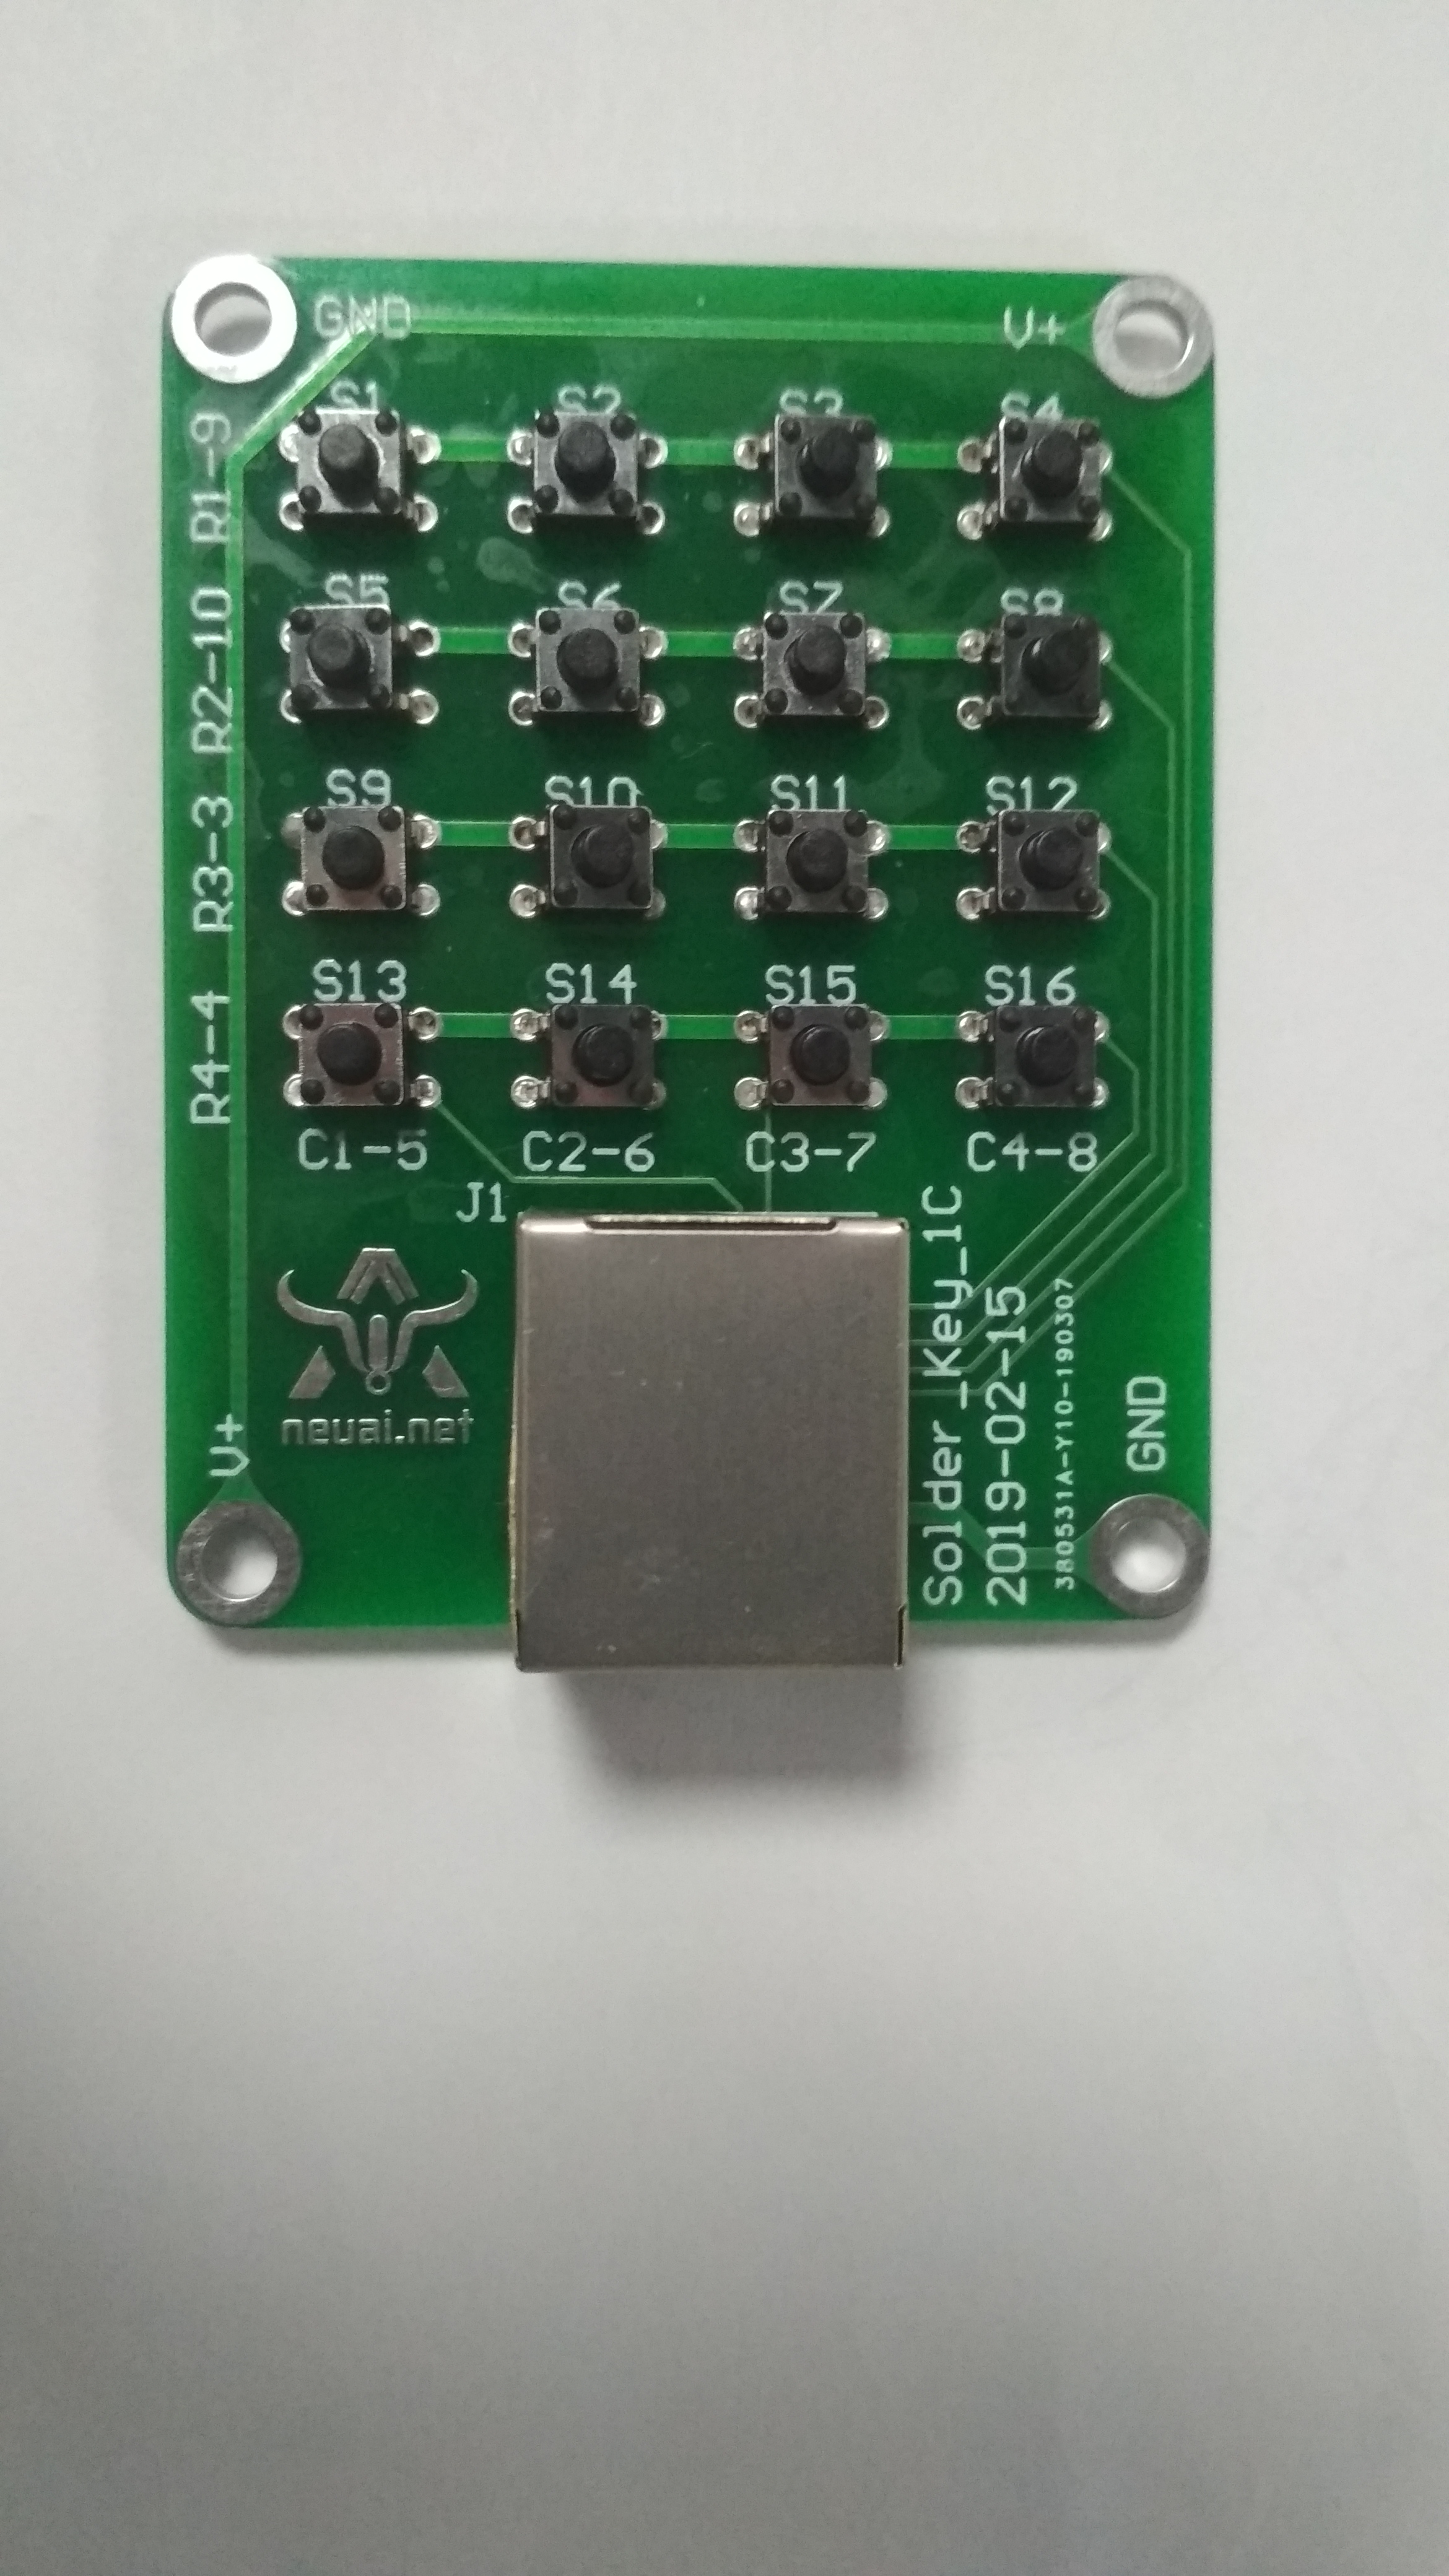 GND
V+
S1
S2
S3
S4
R1-9
S5
S6
S7
S8
R2-10
S9
S10
S11
S12
R3-3
S13
S14
S15
S16
R4-4
C1-5
C2-6
C3-7
C4-8
J1
neuai.net
V+
Solder_Key_1C
2019-02-15
380531A-Y10-190307
GND